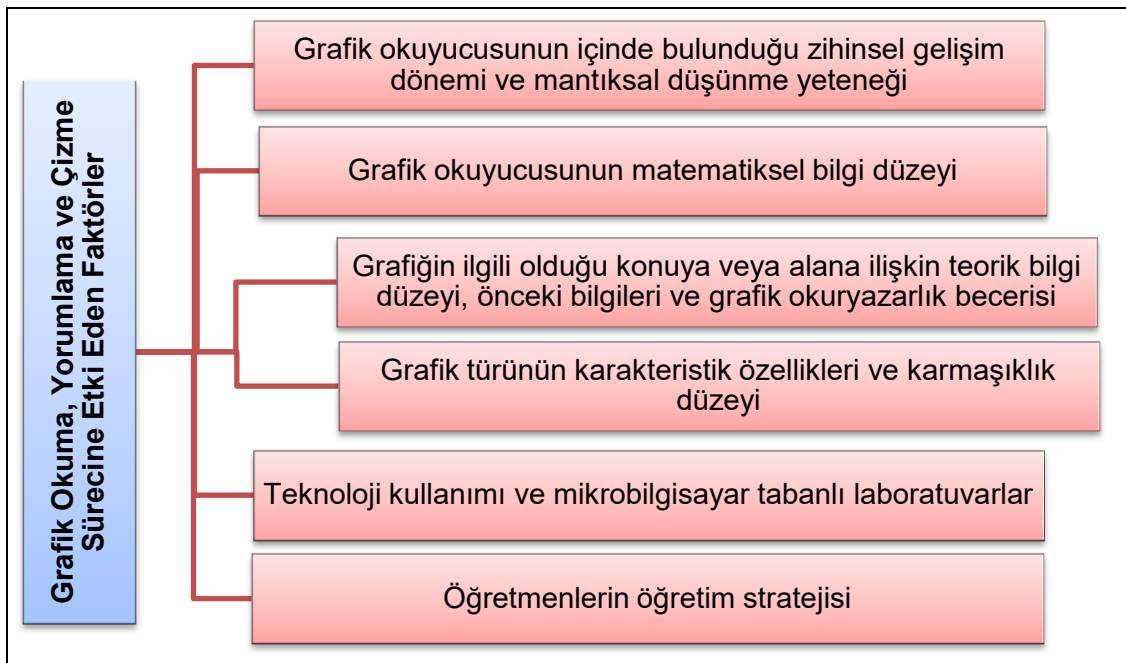 Grafik Okuma, Yorumlama ve Çizme
Sürecine Etki Eden Faktörler
Grafik okuyucusunun içinde bulunduğu zihinsel gelişim
dönemi ve mantıksal düşünme yeteneği
Grafik okuyucusunun matematiksel bilgi düzeyi
Grafiğin ilgili olduğu konuya veya alana ilişkin teorik bilgi
düzeyi, önceki bilgileri ve grafik okuryazarlık becerisi
Grafik türünün karakteristik özellikleri ve karmaşıklık
düzeyi
Teknoloji kullanımı ve mikrobilgisayar tabanlı laboratuvarlar
Öğretmenlerin öğretim stratejisi